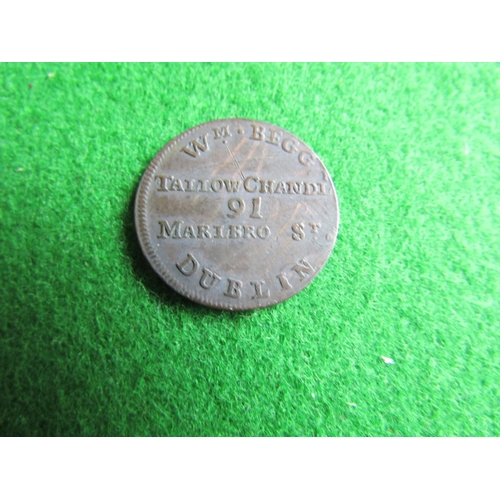 WM. BEGG
TALLOW CHANDL
91
MARLBRO ST.
DUBLIN